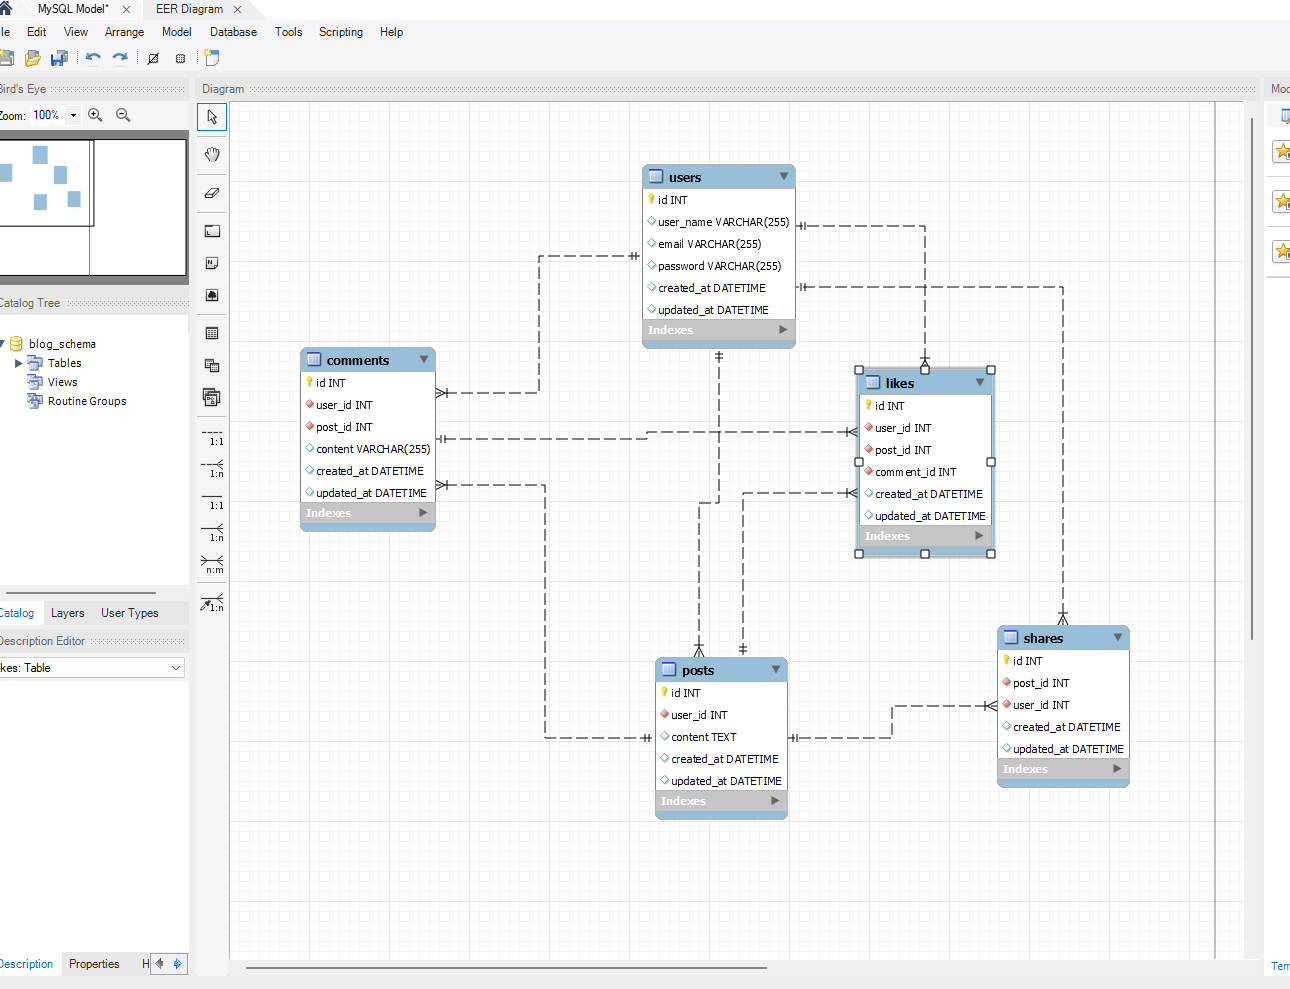 MySQL Model*
EER Diagram
le Edit View Arrange Model Database Tools Scripting Help
Bird's Eye
Zoom: 100%
Catalog Tree
blog_schema
Tables
Views
Routine Groups
Catalog Layers User Types
Description Editor
kes: Table
Description Properties H
Diagram
1:1
1:n
1:1
1:n
n:m
1:n
users
id INT
user_name VARCHAR(255)
email VARCHAR(255)
password VARCHAR(255)
created_at DATETIME
updated_at DATETIME
Indexes
comments
id INT
user_id INT
post_id INT
content VARCHAR(255)
created_at DATETIME
updated_at DATETIME
Indexes
likes
id INT
user_id INT
post_id INT
comment_id INT
created_at DATETIME
updated_at DATETIME
Indexes
posts
id INT
user_id INT
content TEXT
created_at DATETIME
updated_at DATETIME
Indexes
shares
id INT
post_id INT
user_id INT
created_at DATETIME
updated_at DATETIME
Indexes
Mod
Tem